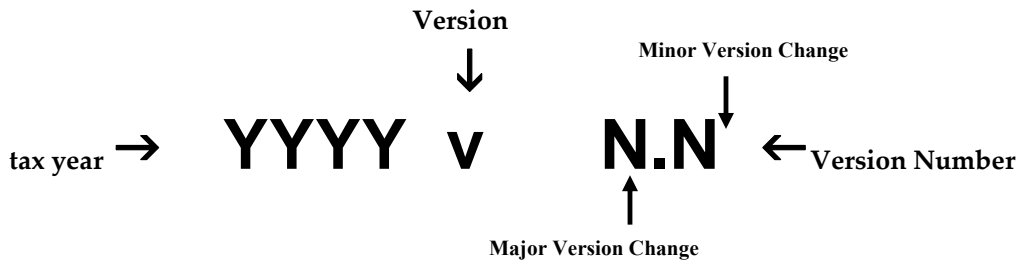 Version
Minor Version Change
tax year → YYYY v N.N ← Version Number
Major Version Change